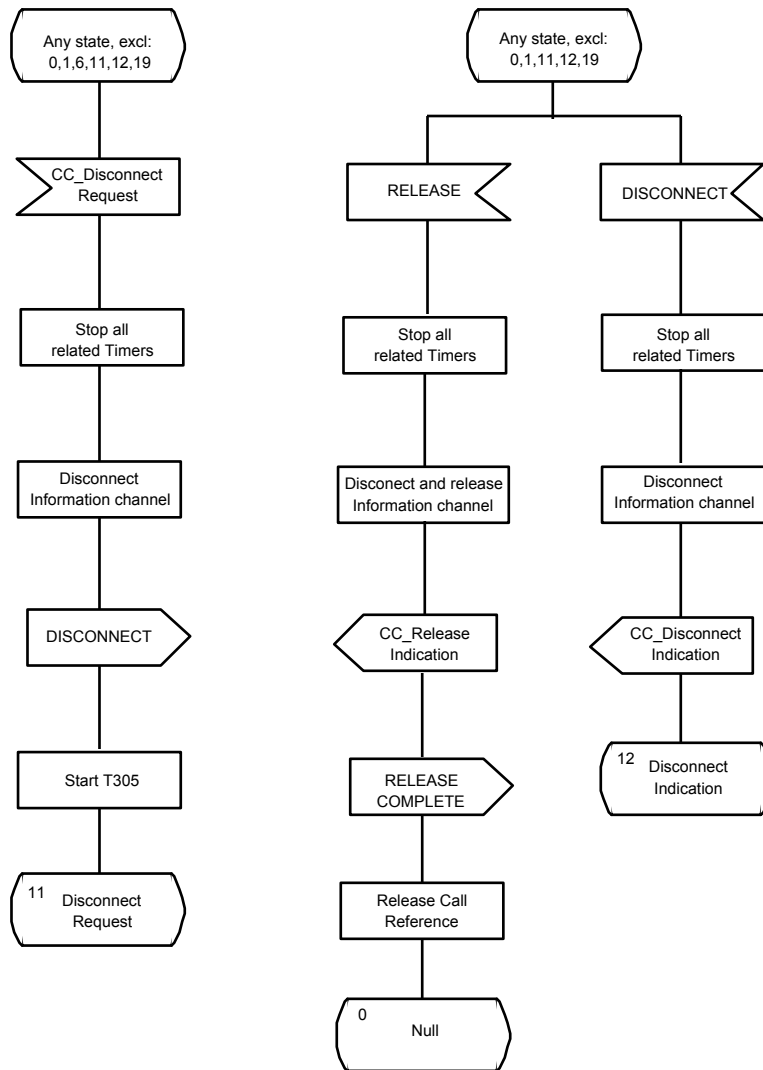 Any state, excl:
0,1,6,11,12,19
CC_Disconnect
Request
Stop all
related Timers
Disconnect
Information channel
DISCONNECT
Start T305
11
Disconnect
Request
Any state, excl:
0,1,11,12,19
RELEASE
Stop all
related Timers
Disconect and release
Information channel
CC_Release
Indication
RELEASE
COMPLETE
Release Call
Reference
0
Null
DISCONNECT
Stop all
related Timers
Disconnect
Information channel
CC_Disconnect
Indication
12
Disconnect
Indication